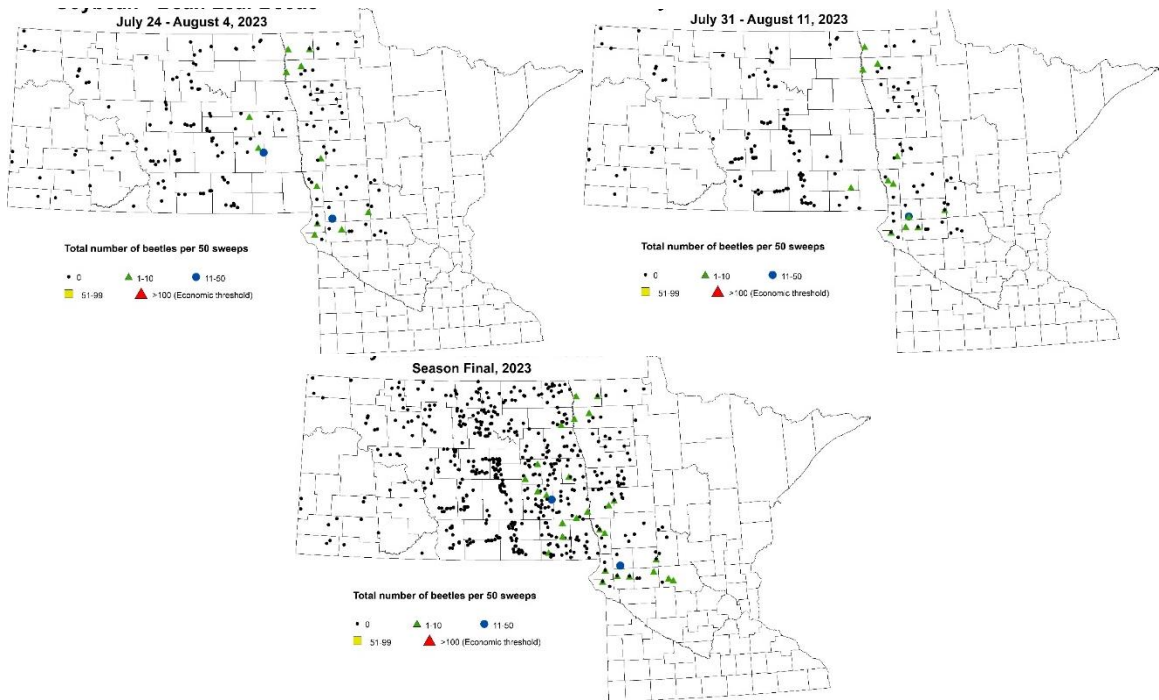 July 24 - August 4, 2023
Total number of beetles per 50 sweeps
0 1-10 11-50
51-99 >100 (Economic threshold)
July 31 - August 11, 2023
Total number of beetles per 50 sweeps
0 1-10 11-50
51-99 >100 (Economic threshold)
Season Final, 2023
Total number of beetles per 50 sweeps
0 1-10 11-50
51-99 >100 (Economic threshold)